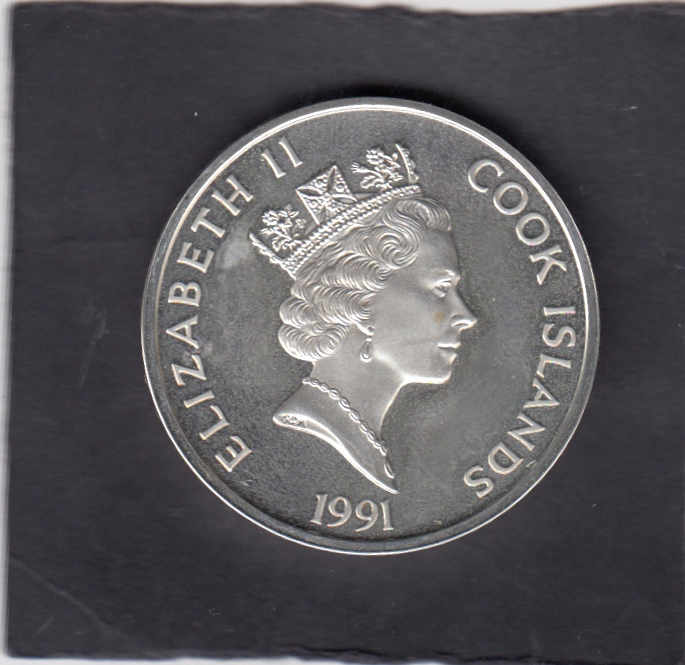 ELIZABETH II
COOK ISLANDS
1991